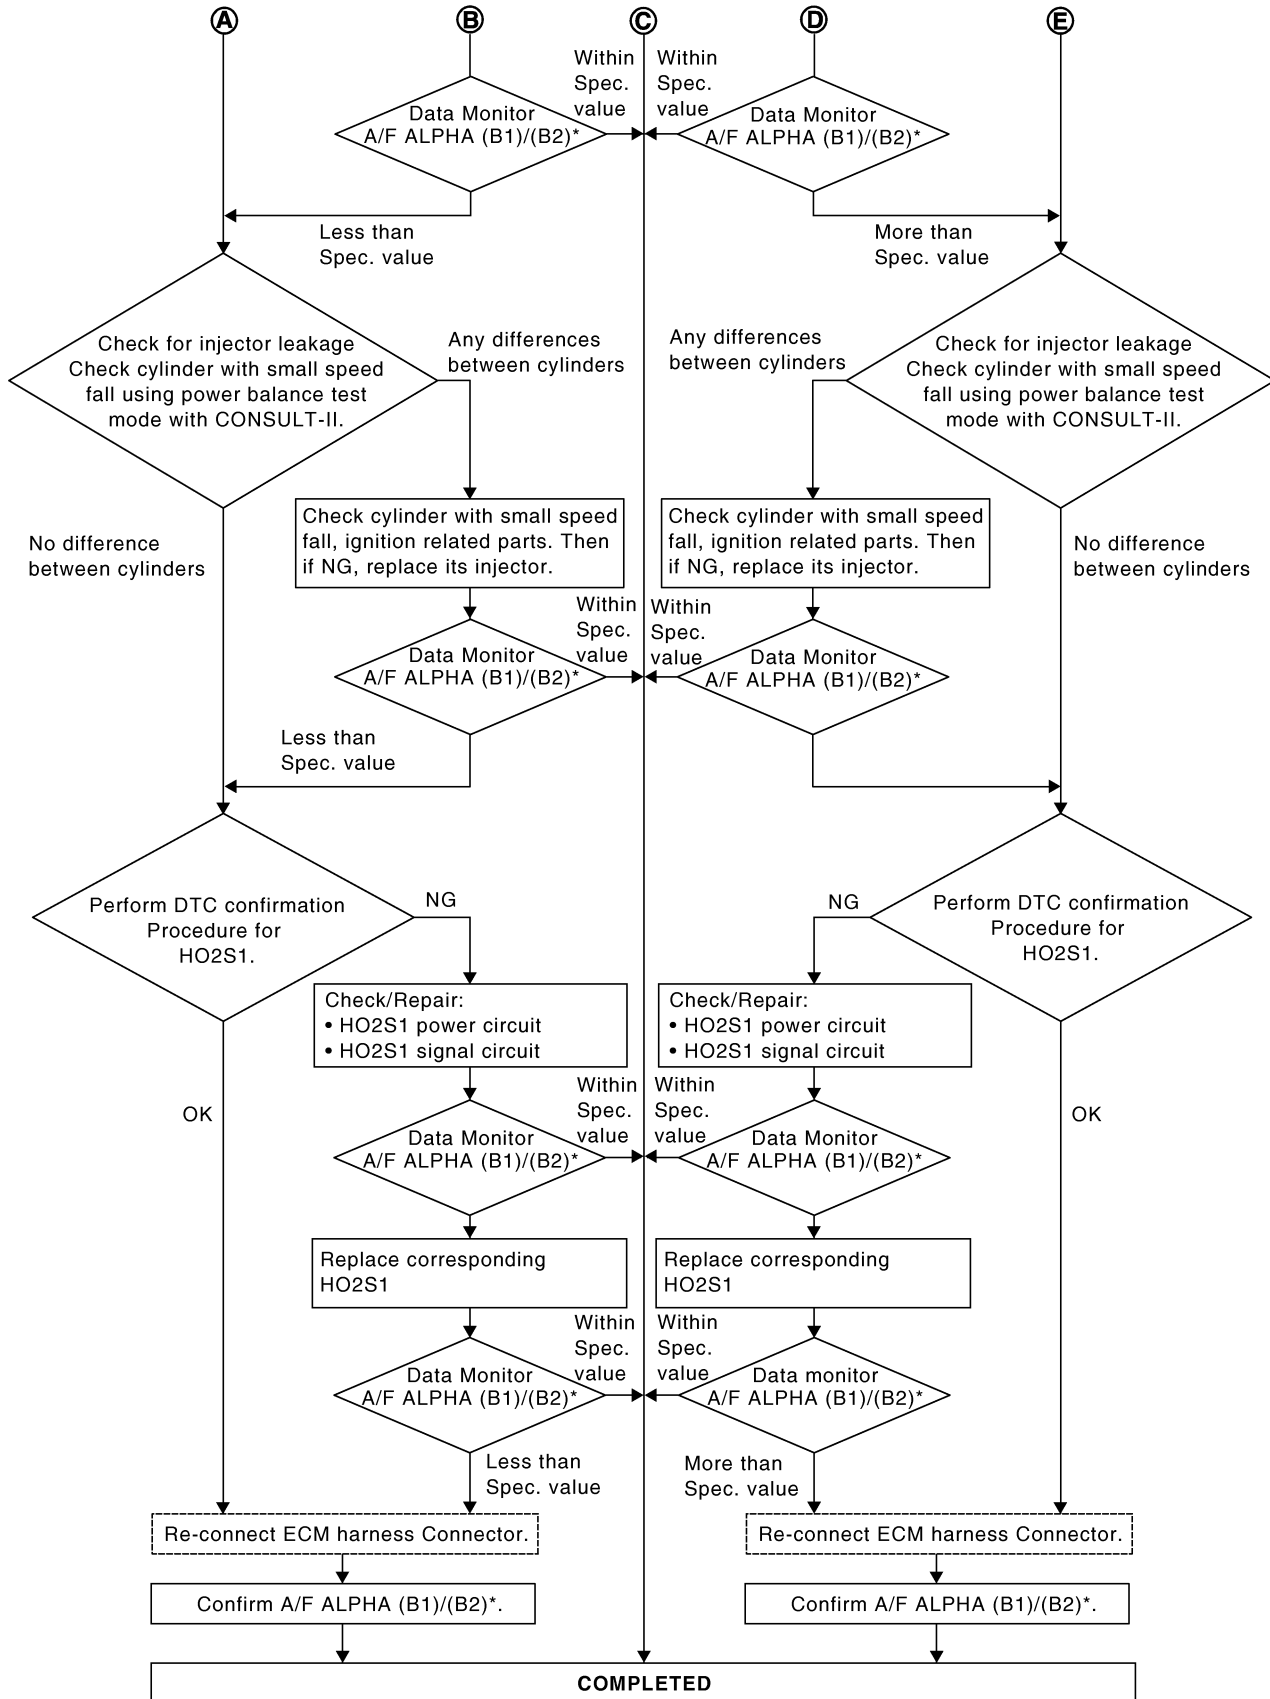 A B C D E
Within
Spec.
value
Within
Spec.
value
Data Monitor
A/F ALPHA (B1)/(B2)*
Data Monitor
A/F ALPHA (B1)/(B2)*
Less than
Spec. value
More than
Spec. value
Check for injector leakage
Check cylinder with small speed
fall using power balance test
mode with CONSULT-II.
Any differences
between cylinders
Any differences
between cylinders
Check for injector leakage
Check cylinder with small speed
fall using power balance test
mode with CONSULT-II.
No difference
between cylinders
Check cylinder with small speed
fall, ignition related parts. Then
if NG, replace its injector.
Check cylinder with small speed
fall, ignition related parts. Then
if NG, replace its injector.
No difference
between cylinders
Within
Spec.
value
Within
Spec.
value
Data Monitor
A/F ALPHA (B1)/(B2)*
Data Monitor
A/F ALPHA (B1)/(B2)*
Less than
Spec. value
Perform DTC confirmation
Procedure for
HO2S1.
NG
NG
Perform DTC confirmation
Procedure for
HO2S1.
Check/Repair:
• HO2S1 power circuit
• HO2S1 signal circuit
Check/Repair:
• HO2S1 power circuit
• HO2S1 signal circuit
OK
Within
Spec.
value
Within
Spec.
value
OK
Data Monitor
A/F ALPHA (B1)/(B2)*
Data Monitor
A/F ALPHA (B1)/(B2)*
Replace corresponding
HO2S1
Replace corresponding
HO2S1
Within
Spec.
value
Within
Spec.
value
Data Monitor
A/F ALPHA (B1)/(B2)*
Data monitor
A/F ALPHA (B1)/(B2)*
Less than
Spec. value
More than
Spec. value
Re-connect ECM harness Connector.
Re-connect ECM harness Connector.
Confirm A/F ALPHA (B1)/(B2)*.
Confirm A/F ALPHA (B1)/(B2)*.
COMPLETED